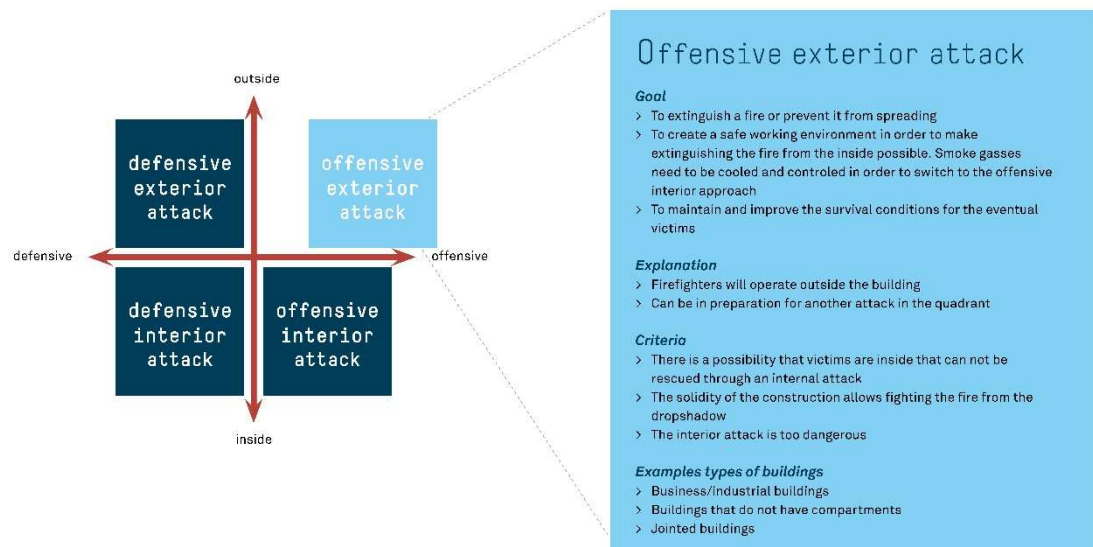 outside
defensive
exterior
attack
offensive
exterior
attack
defensive
offensive
defensive
interior
attack
offensive
interior
attack
inside
Offensive exterior attack
Goal
> To extinguish a fire or prevent it from spreading
> To create a safe working environment in order to make
extinguishing the fire from the inside possible. Smoke gasses
need to be cooled and controled in order to switch to the offensive
interior approach
> To maintain and improve the survival conditions for the eventual
victims
Explanation
> Firefighters will operate outside the building
> Can be in preparation for another attack in the quadrant
Criteria
> There is a possibility that victims are inside that can not be
rescued through an internal attack
> The solidity of the construction allows fighting the fire from the
dropshadow
> The interior attack is too dangerous
Examples types of buildings
> Business/industrial buildings
> Buildings that do not have compartments
> Jointed buildings